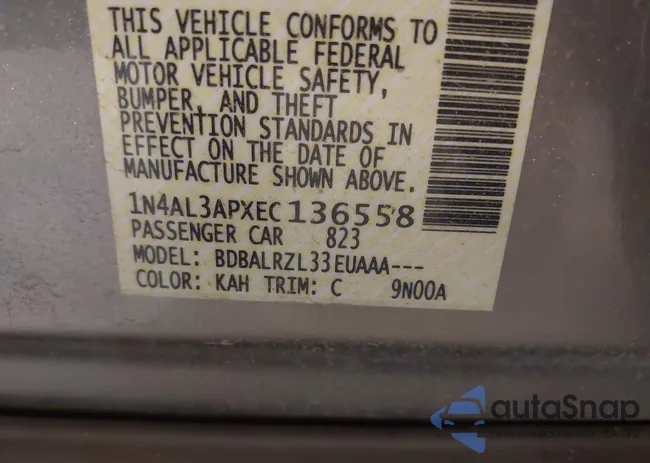 THIS VEHICLE CONFORMS TO
ALL APPLICABLE FEDERAL
MOTOR VEHICLE SAFETY,
BUMPER, AND THEFT
PREVENTION STANDARDS IN
EFFECT ON THE DATE OF
MANUFACTURE SHOWN ABOVE.
1N4AL3APXEC136558
PASSENGER CAR 823
MODEL: BDBALRZL33EUAAA---
COLOR: KAH TRIM: C 9N00A
autoSnap